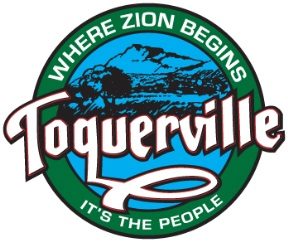 WHERE ZION BEGINS
Toquerville
IT'S THE PEOPLE